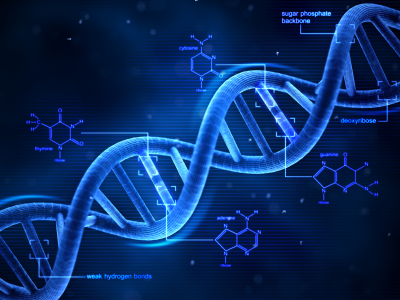 sugar phosphate
backbone
cytosine
thymine
deoxyribose
guanine
adenine
weak hydrogen bonds